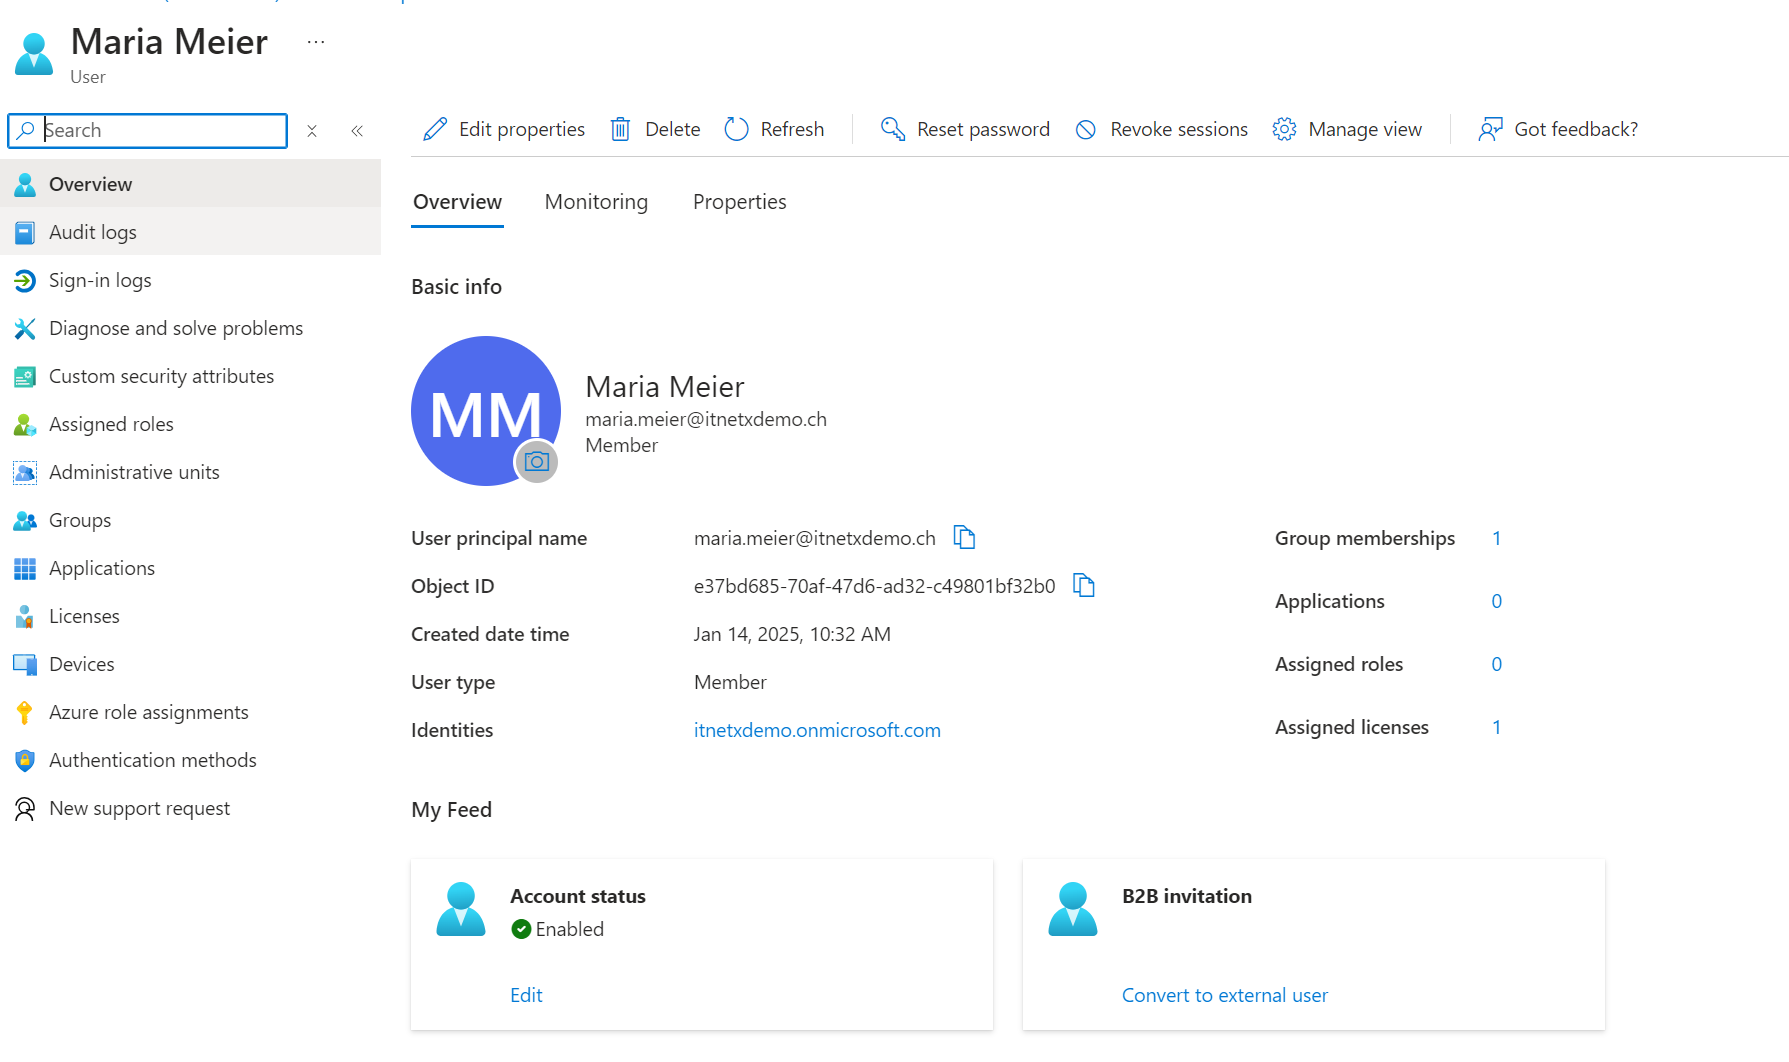 Maria Meier ...
User
Search
Edit properties Delete Refresh Reset password Revoke sessions Manage view Got feedback?
Overview
Audit logs
Sign-in logs
Diagnose and solve problems
Custom security attributes
Assigned roles
Administrative units
Groups
Applications
Licenses
Devices
Azure role assignments
Authentication methods
New support request
Overview Monitoring Properties
Basic info
MM
Maria Meier
maria.meier@itnetxdemo.ch
Member
User principal name maria.meier@itnetxdemo.ch
Object ID e37bd685-70af-47d6-ad32-c49801bf32b0
Created date time Jan 14, 2025, 10:32 AM
User type Member
Identities itnetxdemo.onmicrosoft.com
Group memberships 1
Applications 0
Assigned roles 0
Assigned licenses 1
My Feed
Account status
Enabled
Edit
B2B invitation
Convert to external user